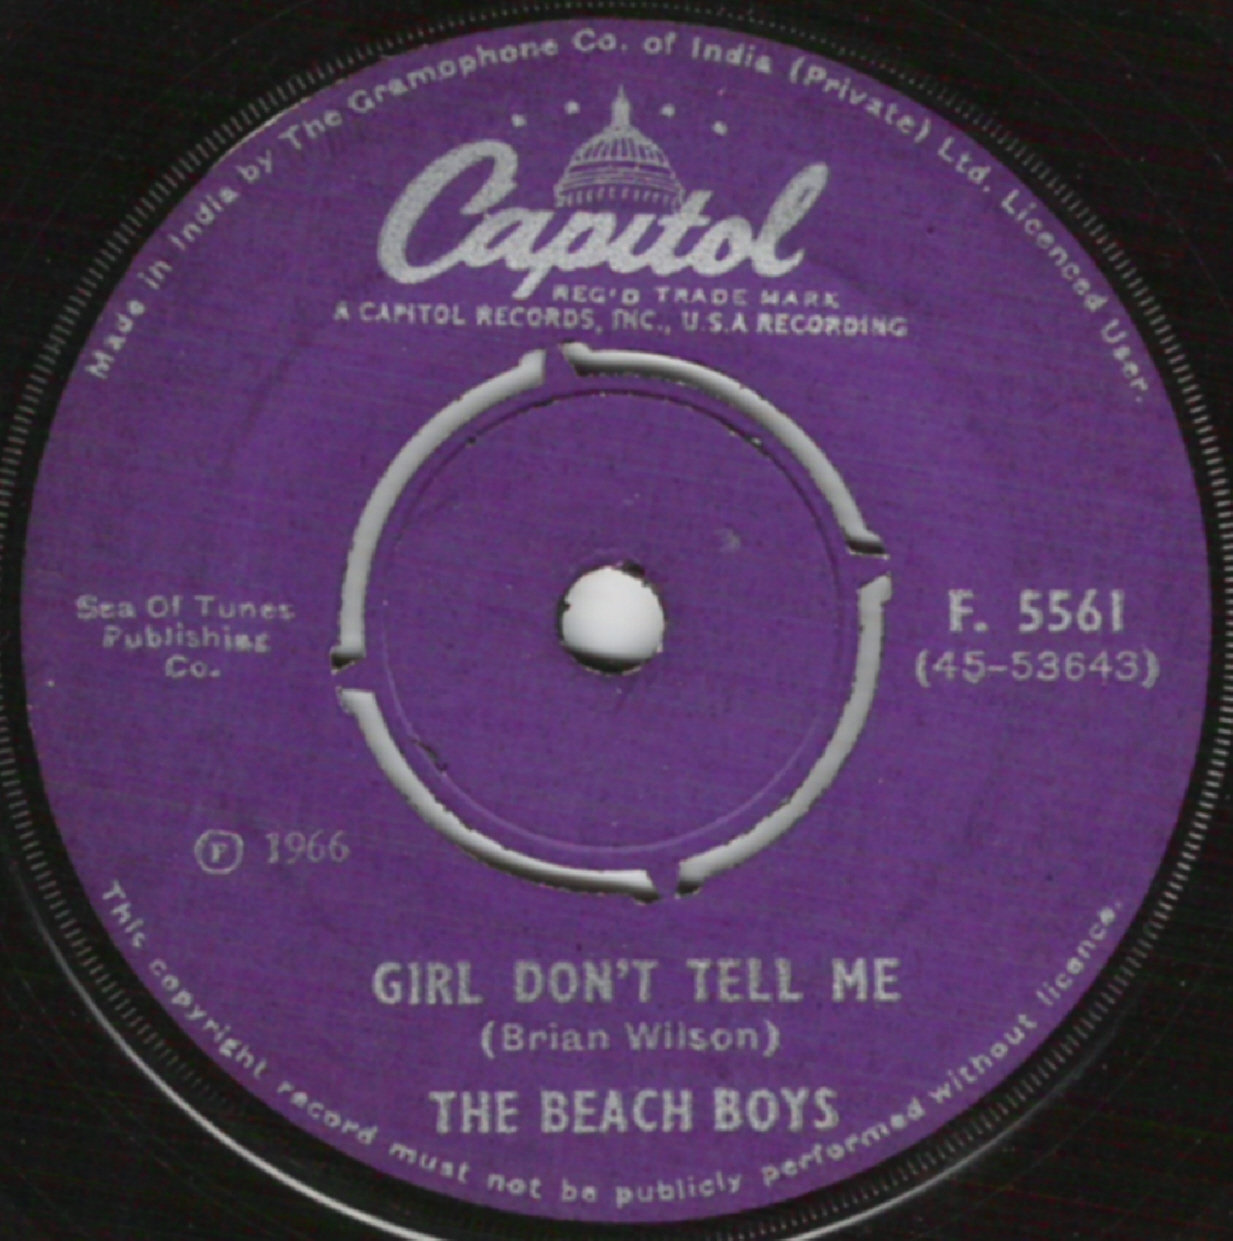 Made in India by The Gramophone Co. of India (Private) Ltd. Licenced User.
Capitol
REG'D TRADE MARK
A CAPITOL RECORDS, INC., U.S.A RECORDING
Sea Of Tunes
Publishing
Co.
F. 5561
(45-53643)
Ⓟ 1966
GIRL DON'T TELL ME
(Brian Wilson)
THE BEACH BOYS
This copyright record must not be publicly performed without licence.